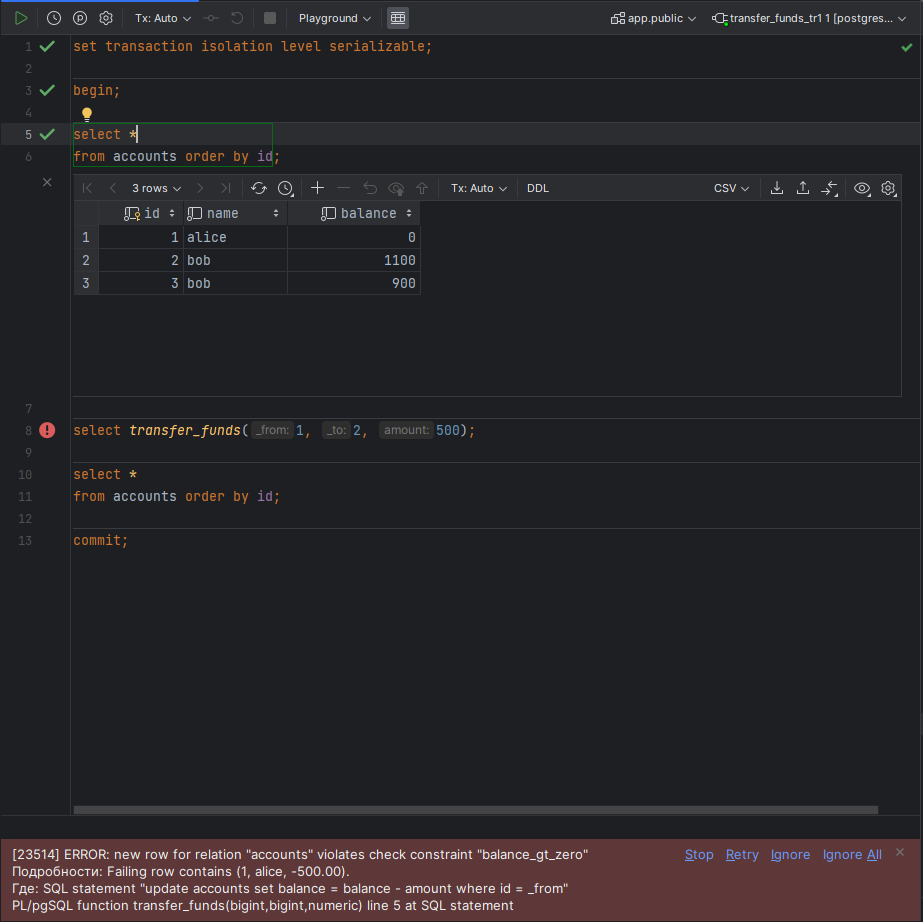 Tx: Auto Playground app.public transfer_funds_tr1 1 [postgres...
1 set transaction isolation level serializable;
2
3 begin;
4
5 select *
6 from accounts order by id;
3 rows Tx: Auto DDL CSV
id name balance
1 1 alice 0
2 2 bob 1100
3 3 bob 900
7
8 select transfer_funds( _from: 1, _to: 2, amount: 500);
9
10 select *
11 from accounts order by id;
12
13 commit;
[23514] ERROR: new row for relation "accounts" violates check constraint "balance_gt_zero" Stop Retry Ignore Ignore All
Подробности: Failing row contains (1, alice, -500.00).
Где: SQL statement "update accounts set balance = balance - amount where id = _from"
PL/pgSQL function transfer_funds(bigint,bigint,numeric) line 5 at SQL statement